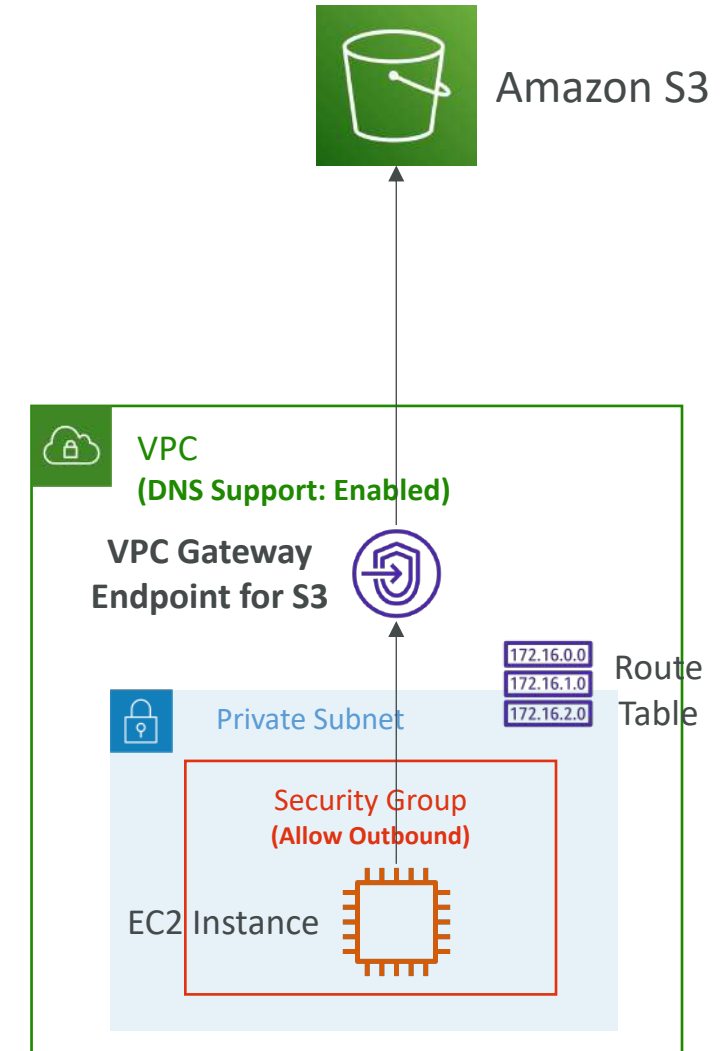 Amazon S3
VPC
(DNS Support: Enabled)
VPC Gateway
Endpoint for S3
172.16.0.0
172.16.1.0
172.16.2.0
Route
Table
Private Subnet
Security Group
(Allow Outbound)
EC2 Instance